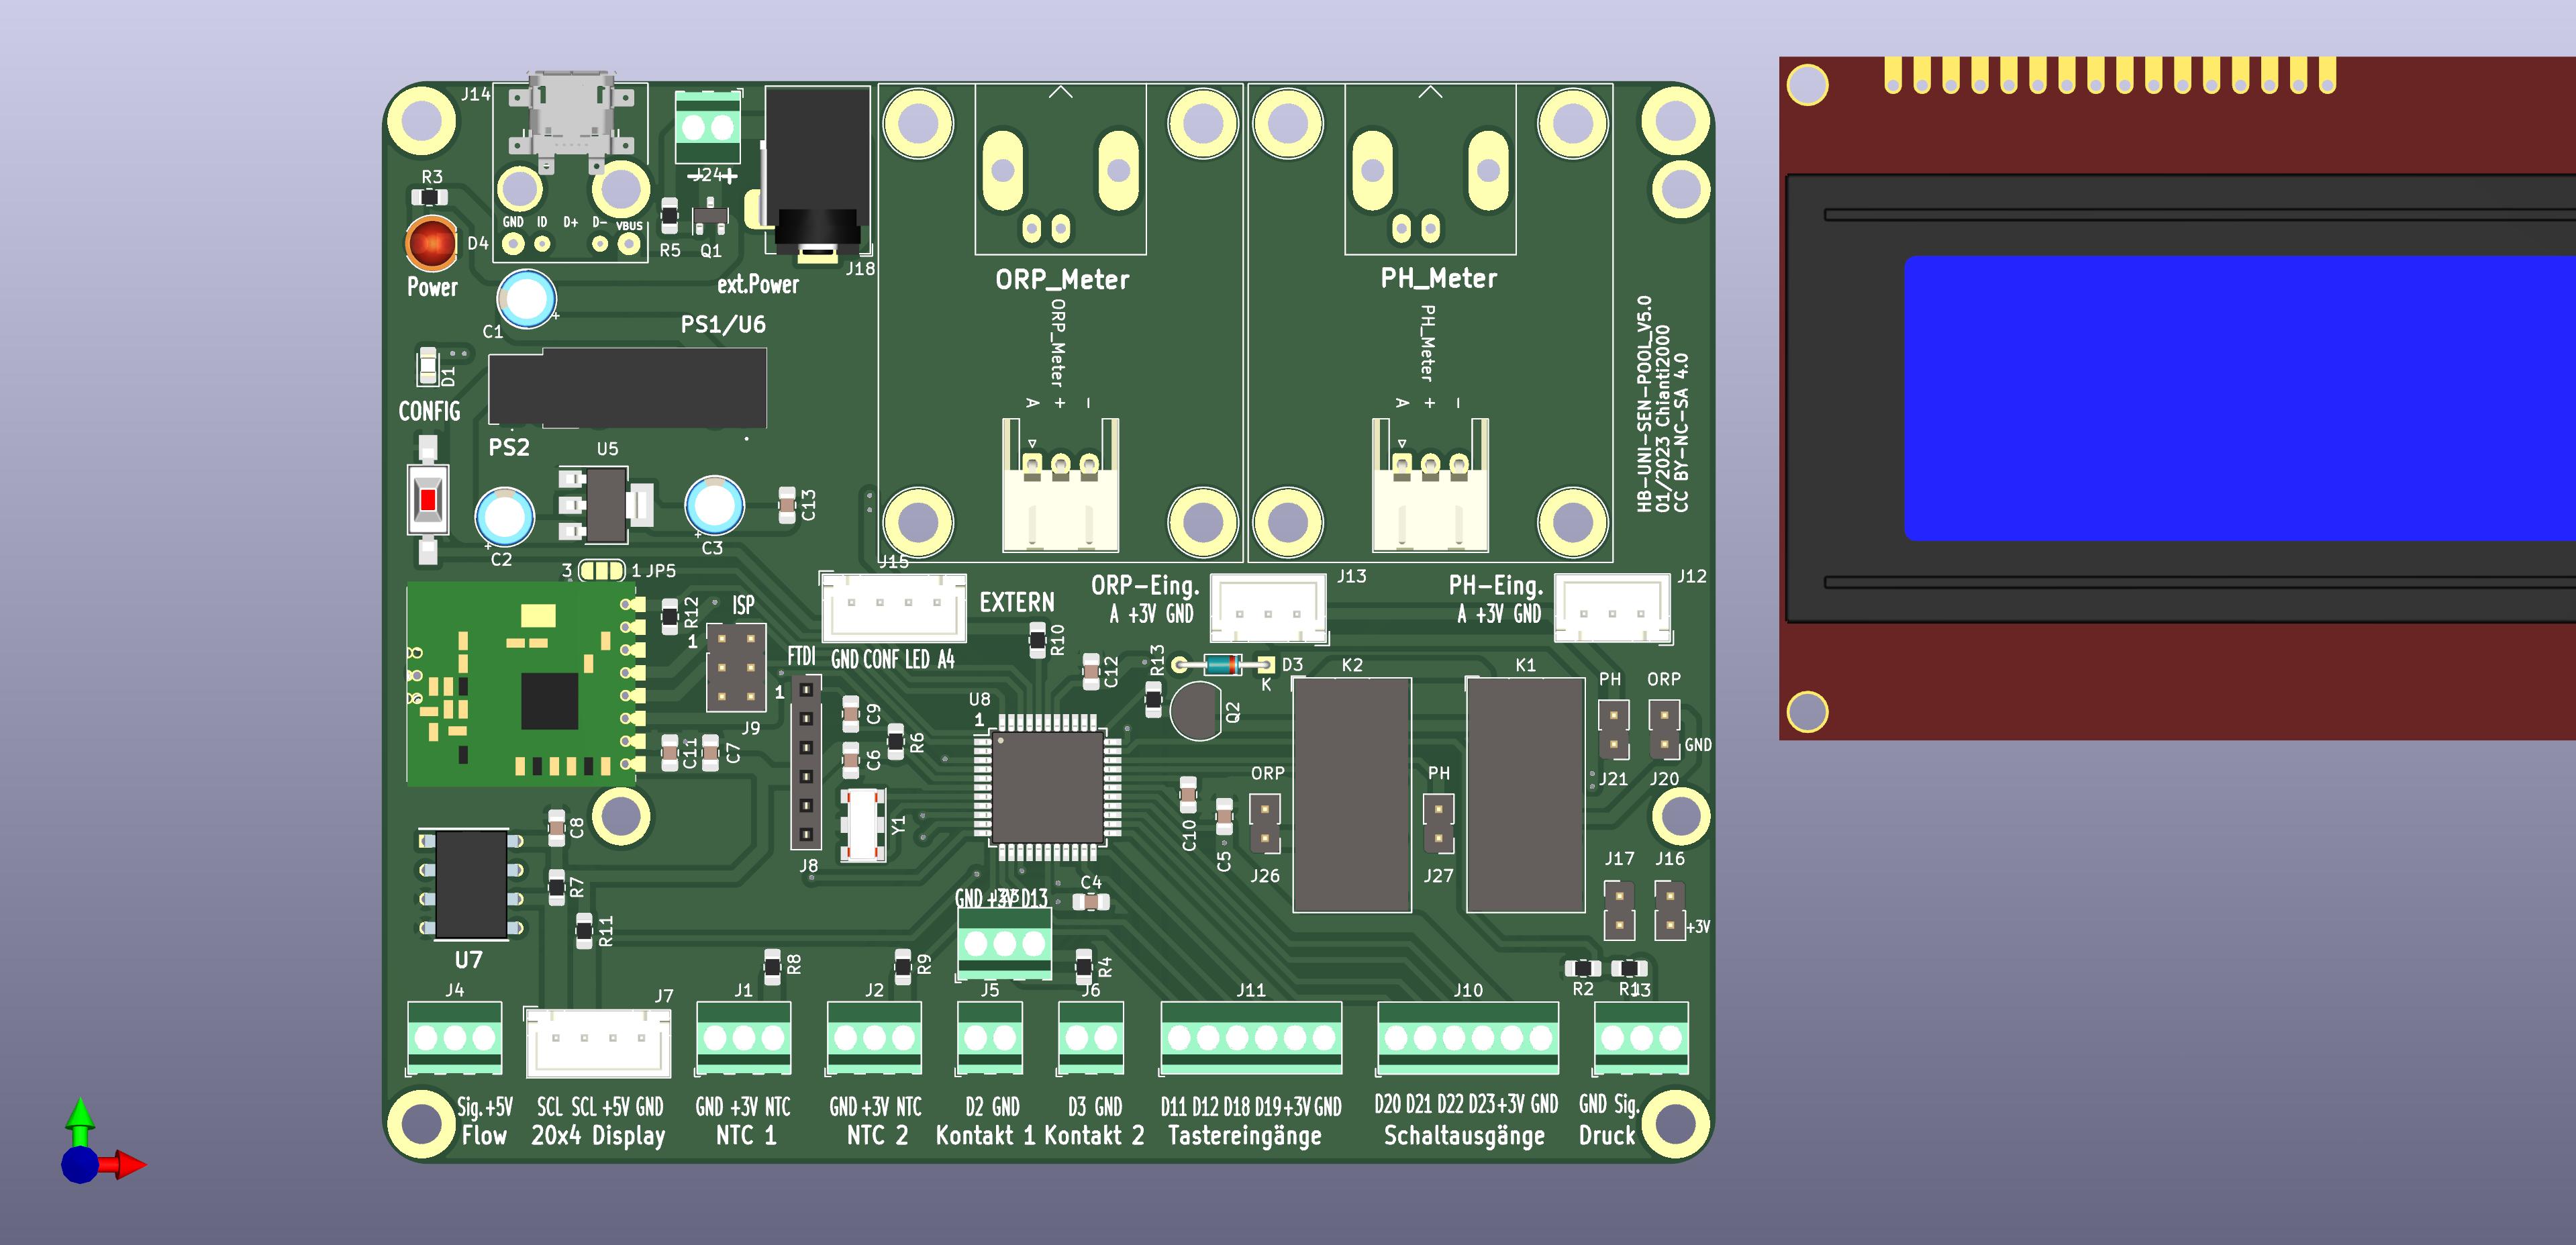 J14
J24
- +
R3
GND ID D+ D- VBUS
D4
R5
Q1
J18
Power
ext.Power
ORP_Meter
PH_Meter
C1
PS1/U6
ORP_Meter
PH_Meter
HB-UNI-SEN-POOL_V5.0
01/2023 Chianti2000
CC BY-NC-SA 4.0
D1
CONFIG
A + -
A + -
PS2
U5
C13
C2
C3
3 1 JP5
J15
EXTERN
GND CONF LED A4
ORP-Eing.
A +3V GND
J13
PH-Eing.
A +3V GND
J12
R12
ISP
1
J9
FTDI
1
J8
R10
C12
R13
D3
K
K2
K1
Q2
PH
ORP
GND
J21
J20
C11
C7
C9
C6
R6
U8
1
Y1
C10
C5
ORP
J26
PH
J27
J17
J16
+3V
C8
R7
R11
U7
GND +3V D13
C4
R8
R9
R4
R2
R1
J3
J4
J7
J1
J2
J5
J6
J11
J10
Sig.+5V
Flow
SCL SCL +5V GND
20x4 Display
GND +3V NTC
NTC 1
GND +3V NTC
NTC 2
D2 GND
Kontakt 1
D3 GND
Kontakt 2
D11 D12 D18 D19+3V GND
Tastereingänge
D20 D21 D22 D23+3V GND
Schaltausgänge
GND Sig.
Druck